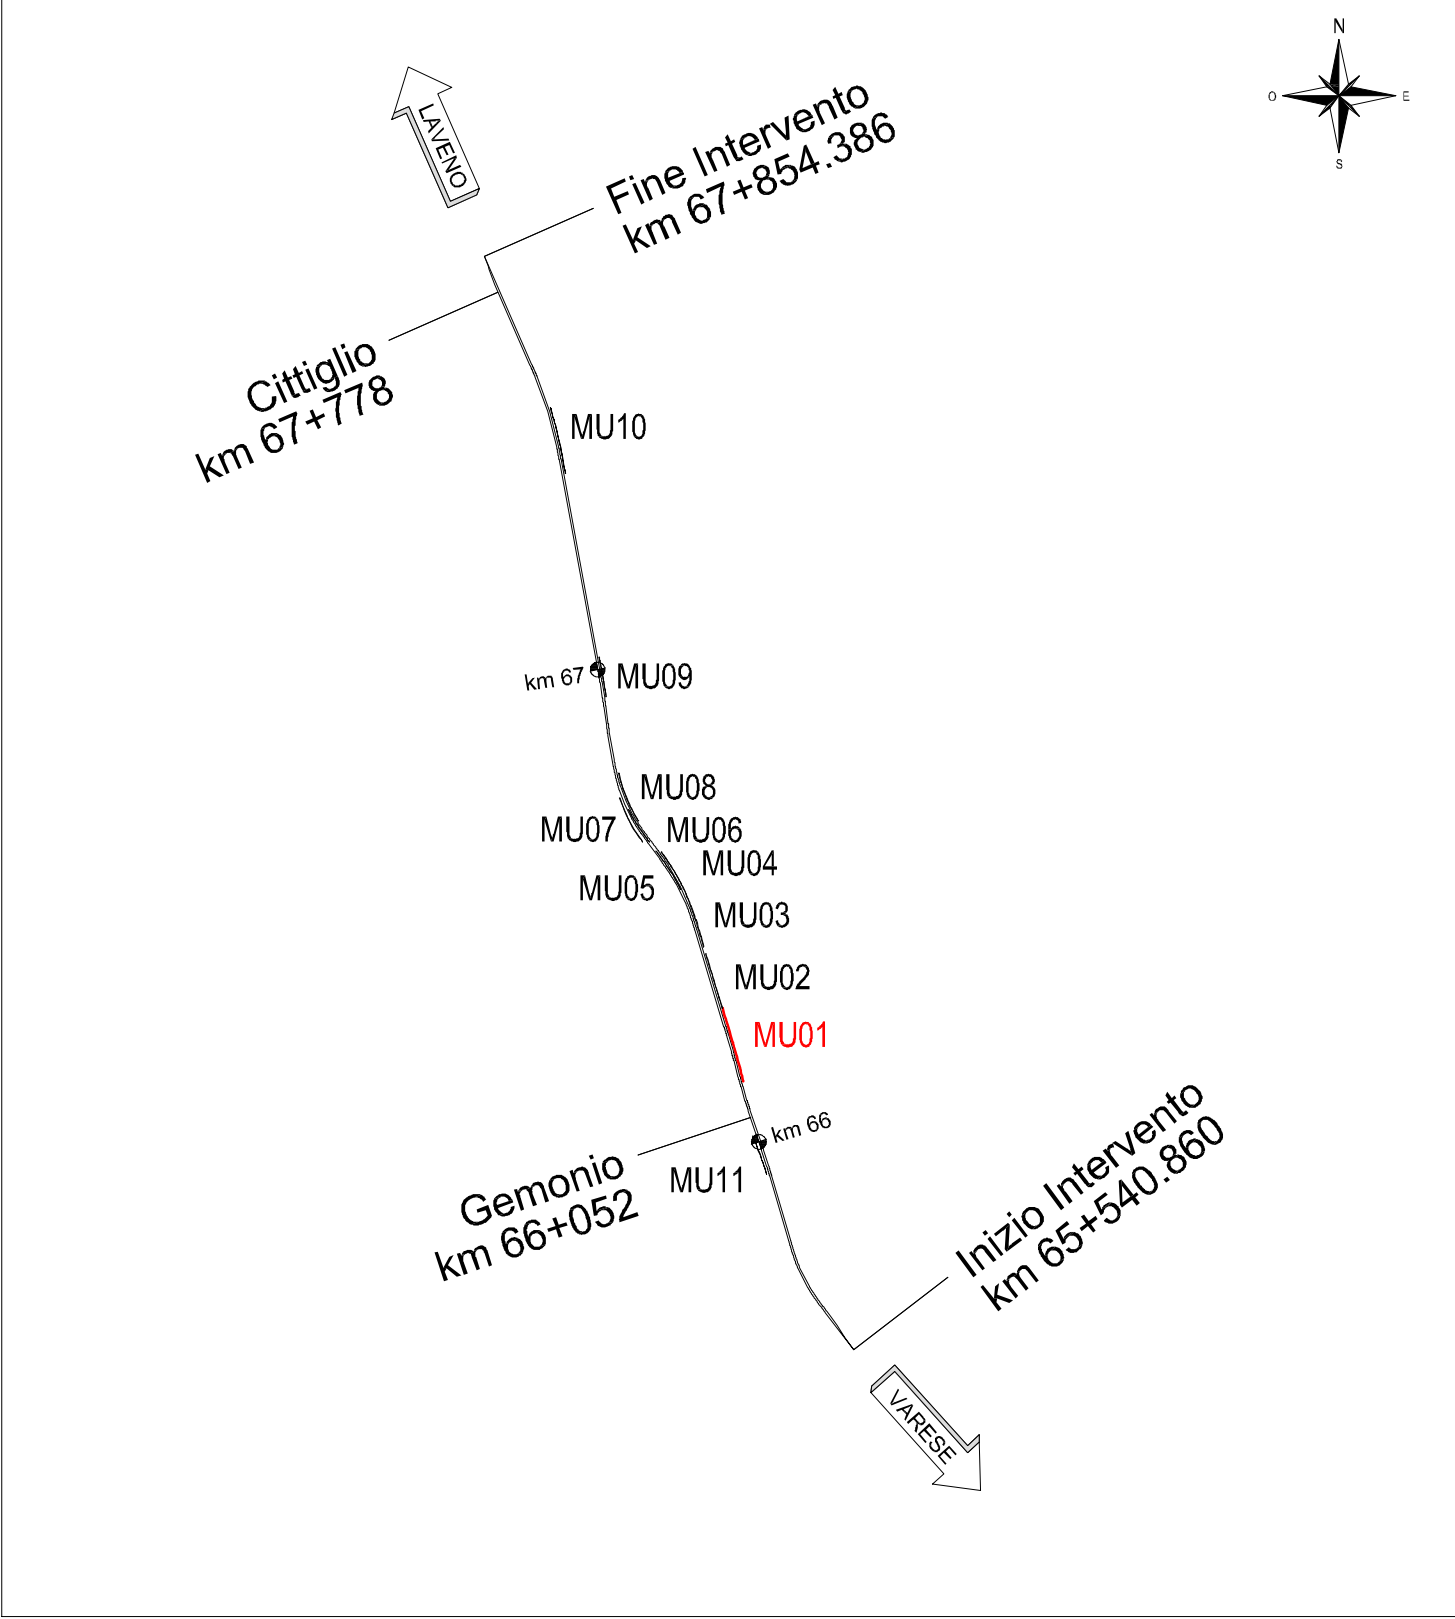 N
O
E
S
LAVENO
Fine Intervento
km 67+854.386
Cittiglio
km 67+778
MU10
km 67
MU09
MU08
MU07
MU06
MU04
MU05
MU03
MU02
MU01
km 66
Gemonio
km 66+052
MU11
Inizio Intervento
km 65+540.860
VARESE